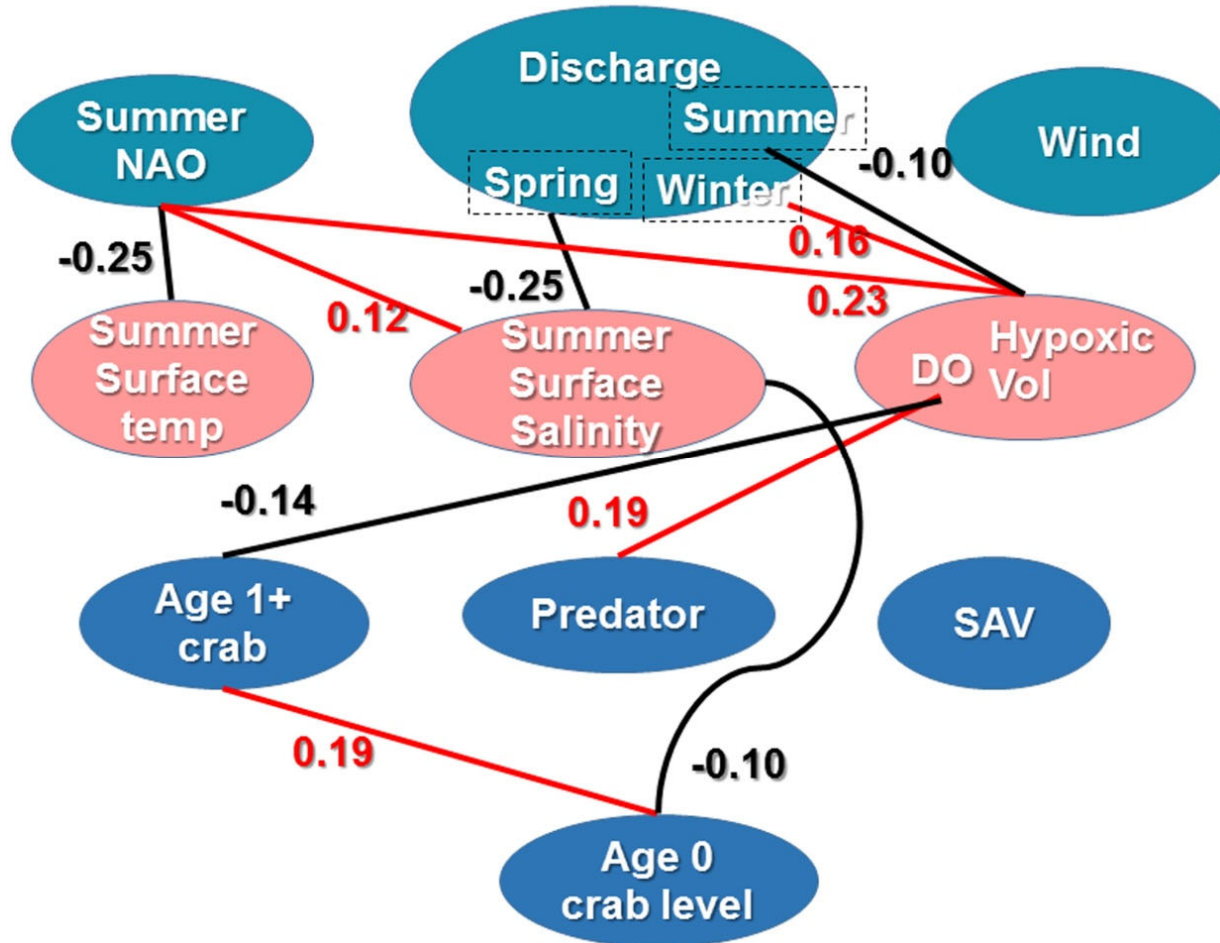 Discharge
Summer
NAO
Summer
Wind
-0.10
Spring
Winter
0.16
-0.25
-0.25
0.23
0.12
Summer
Surface
temp
Summer
Surface
Salinity
DO
Hypoxic
Vol
-0.14
0.19
Age 1+
crab
Predator
SAV
0.19
-0.10
Age 0
crab level